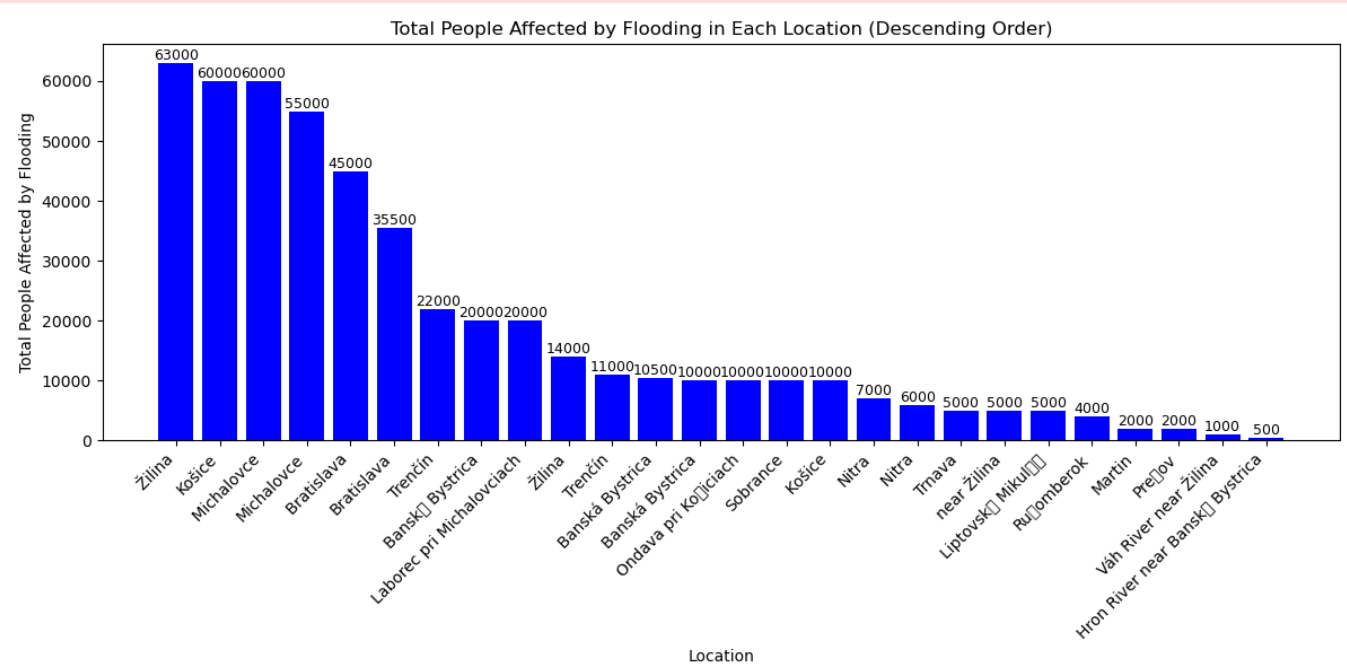 Total People Affected by Flooding in Each Location (Descending Order)
Total People Affected by Flooding
60000
50000
40000
30000
20000
10000
0
63000
60000
60000
55000
45000
35500
22000
20000
20000
14000
11000
10500
10000
10000
10000
10000
7000
6000
5000
5000
5000
4000
2000
2000
1000
500
Žilina
Košice
Michalovce
Michalovce
Bratislava
Bratislava
Trenčín
Bansk▯ Bystrica
Laborec pri Michalovciach
Žilina
Trenčín
Banská Bystrica
Banská Bystrica
Ondava pri Ko▯iciach
Sobrance
Košice
Nitra
Nitra
Trnava
near Žilina
Liptovsk▯ Mikul▯▯
Ru▯omberok
Martin
Pre▯ov
Váh River near Žilina
Hron River near Bansk▯ Bystrica
Location